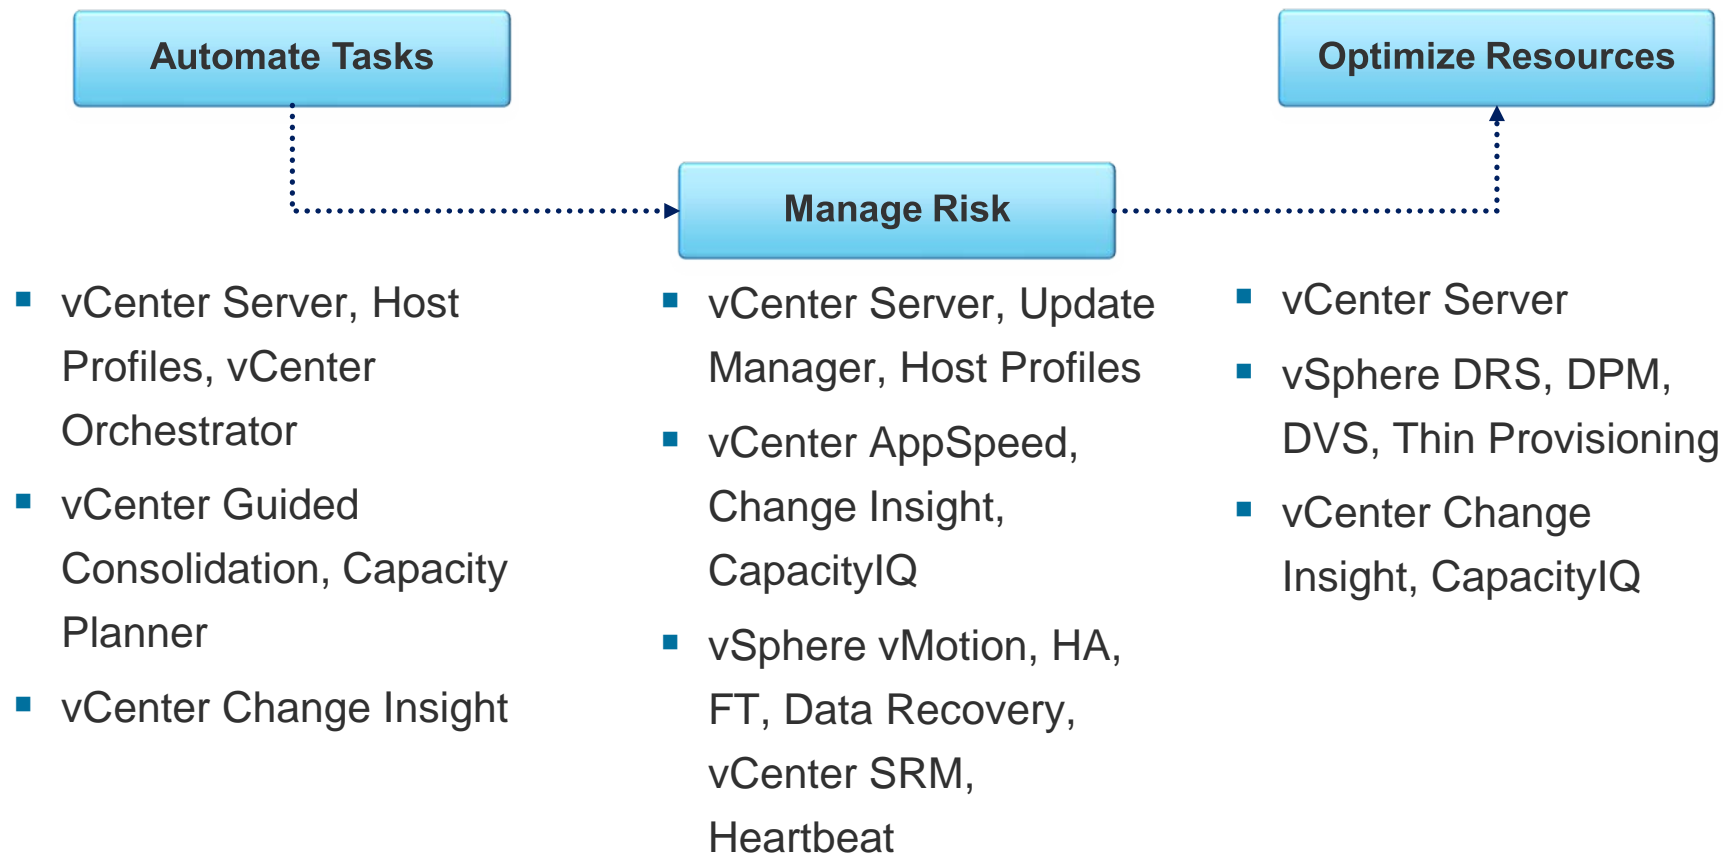 Automate Tasks
Optimize Resources
Manage Risk
vCenter Server, Host
Profiles, vCenter
Orchestrator
vCenter Guided
Consolidation, Capacity
Planner
vCenter Change Insight
vCenter Server, Update
Manager, Host Profiles
vCenter AppSpeed,
Change Insight,
CapacityIQ
vSphere vMotion, HA,
FT, Data Recovery,
vCenter SRM,
Heartbeat
vCenter Server
vSphere DRS, DPM,
DVS, Thin Provisioning
vCenter Change
Insight, CapacityIQ